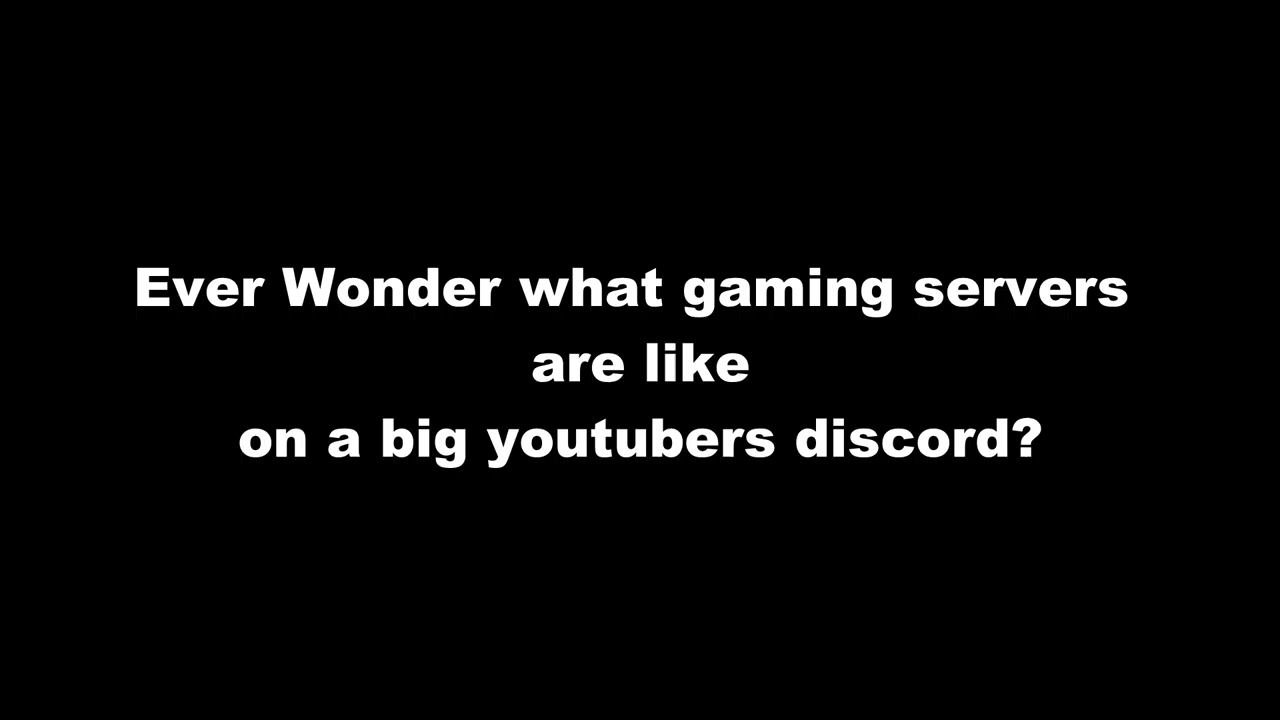 Ever Wonder what gaming servers
are like
on a big youtubers discord?